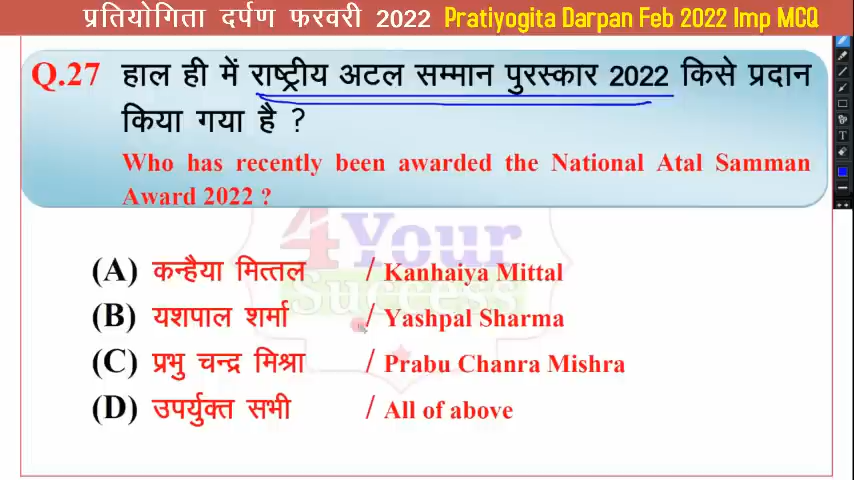 प्रतियोगिता दर्पण फरवरी 2022 Pratiyogita Darpan Feb 2022 Imp MCQ
Q.27 हाल ही में राष्ट्रीय अटल सम्मान पुरस्कार 2022 किसे प्रदान
किया गया है ?
Who has recently been awarded the National Atal Samman
Award 2022 ?
4Your
Success
(A) कन्हैया मित्तल / Kanhaiya Mittal
(B) यशपाल शर्मा / Yashpal Sharma
(C) प्रभु चन्द्र मिश्रा / Prabu Chanra Mishra
(D) उपर्युक्त सभी / All of above